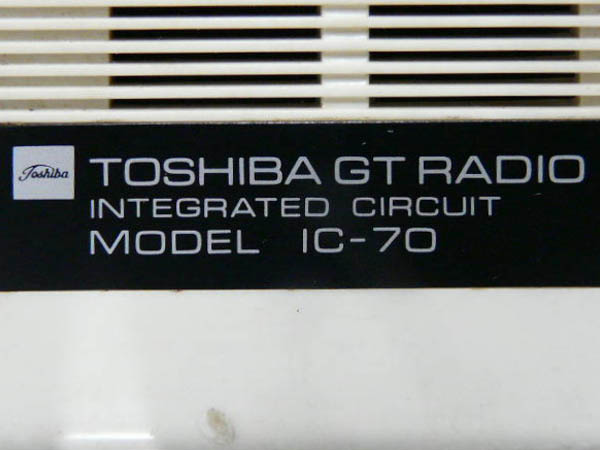 Toshiba
TOSHIBA GT RADIO
INTEGRATED CIRCUIT
MODEL IC-70